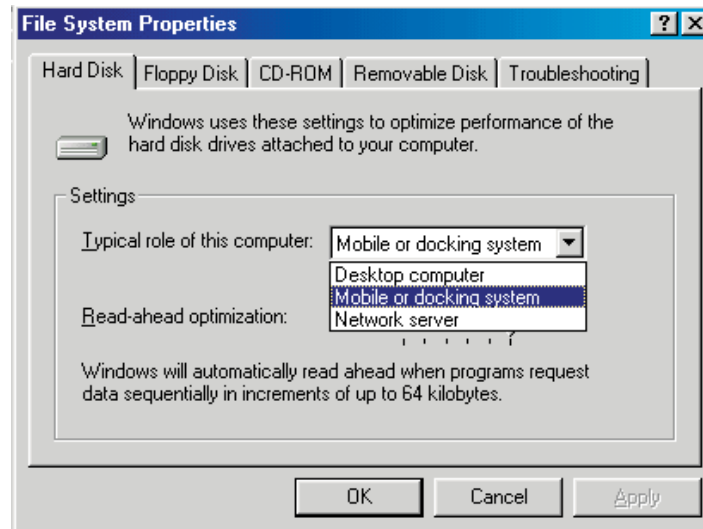 File System Properties
Hard Disk
Floppy Disk
CD-ROM
Removable Disk
Troubleshooting
Windows uses these settings to optimize performance of the
hard disk drives attached to your computer.
Settings
Typical role of this computer:
Mobile or docking system
Desktop computer
Mobile or docking system
Network server
Read-ahead optimization:
Windows will automatically read ahead when programs request
data sequentially in increments of up to 64 kilobytes.
OK
Cancel
Apply